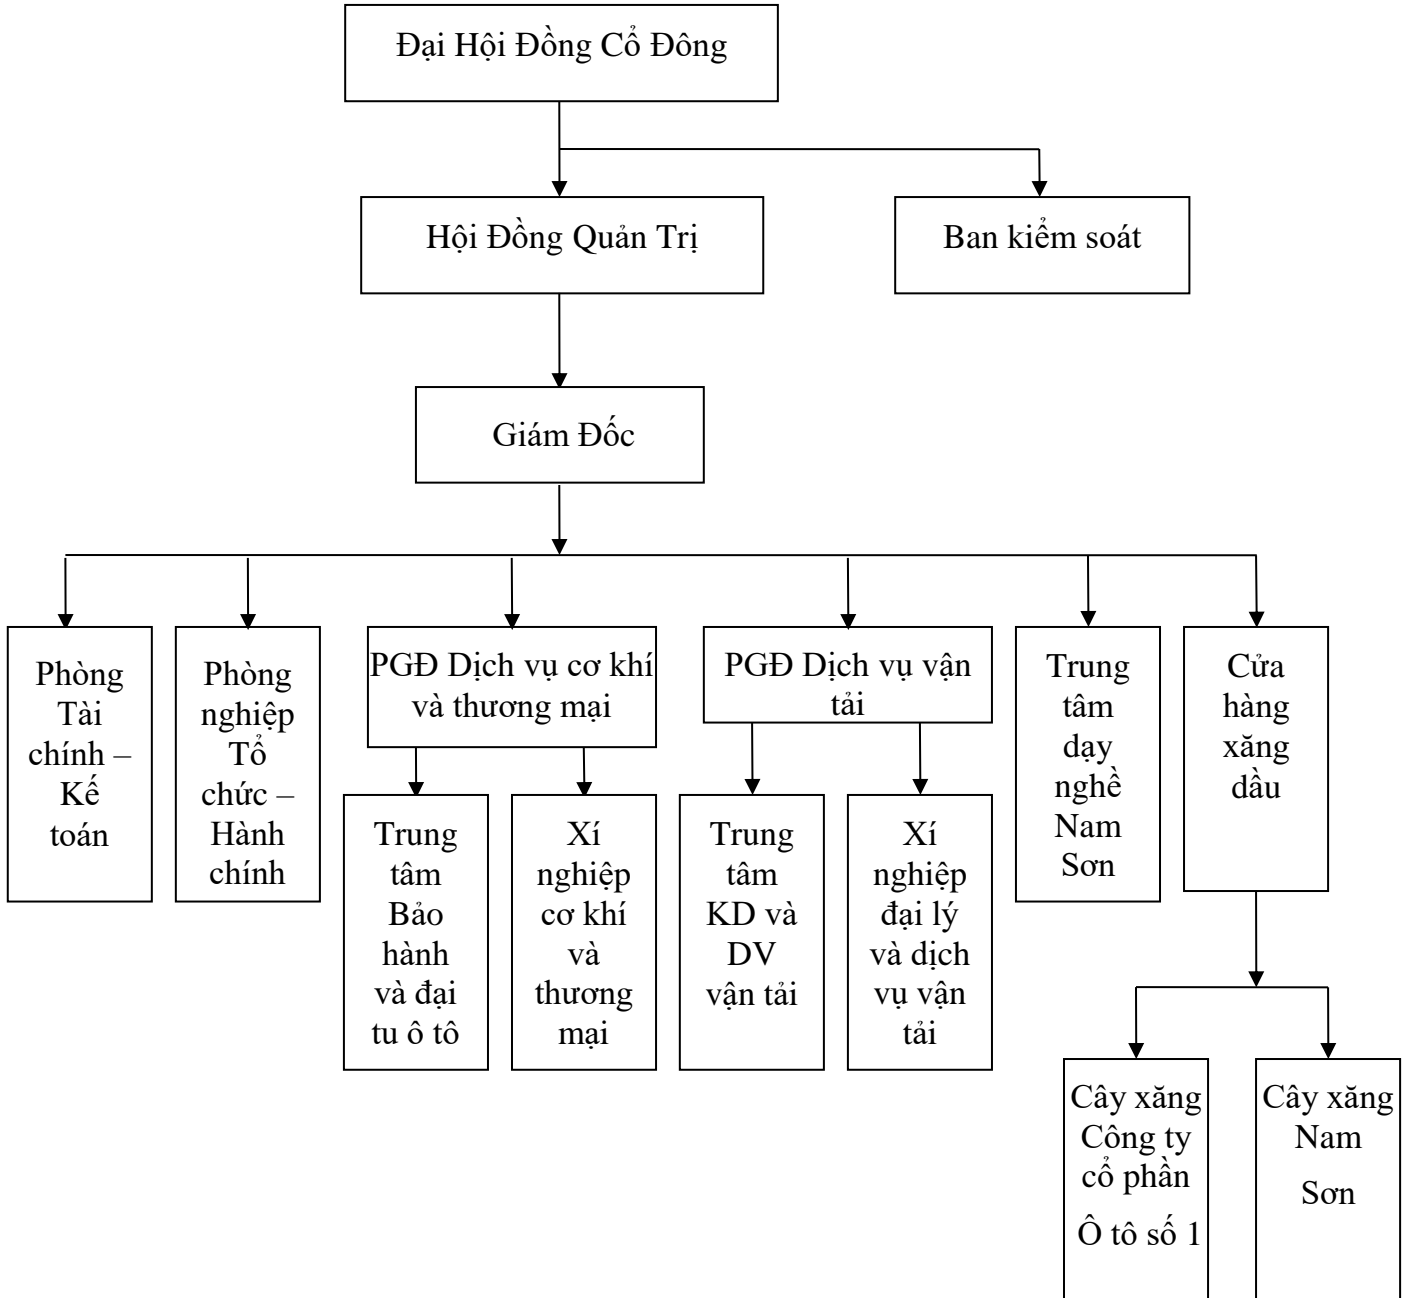 Đại Hội Đồng Cổ Đông
Hội Đồng Quản Trị
Ban kiểm soát
Giám Đốc
Phòng
Tài
chính –
Kế
toán
Phòng
nghiệp
Tổ
chức –
Hành
chính
PGĐ Dịch vụ cơ khí
và thương mại
PGĐ Dịch vụ vận
tải
Trung
tâm
dạy
nghề
Nam
Sơn
Cửa
hàng
xăng
dầu
Trung
tâm
Bảo
hành
và đại
tu ô tô
Xí
nghiệp
cơ khí
và
thương
mại
Trung
tâm
KD và
DV
vận tải
Xí
nghiệp
đại lý
và dịch
vụ vận
tải
Cây xăng
Công ty
cổ phần
Ô tô số 1
Cây xăng
Nam
Sơn